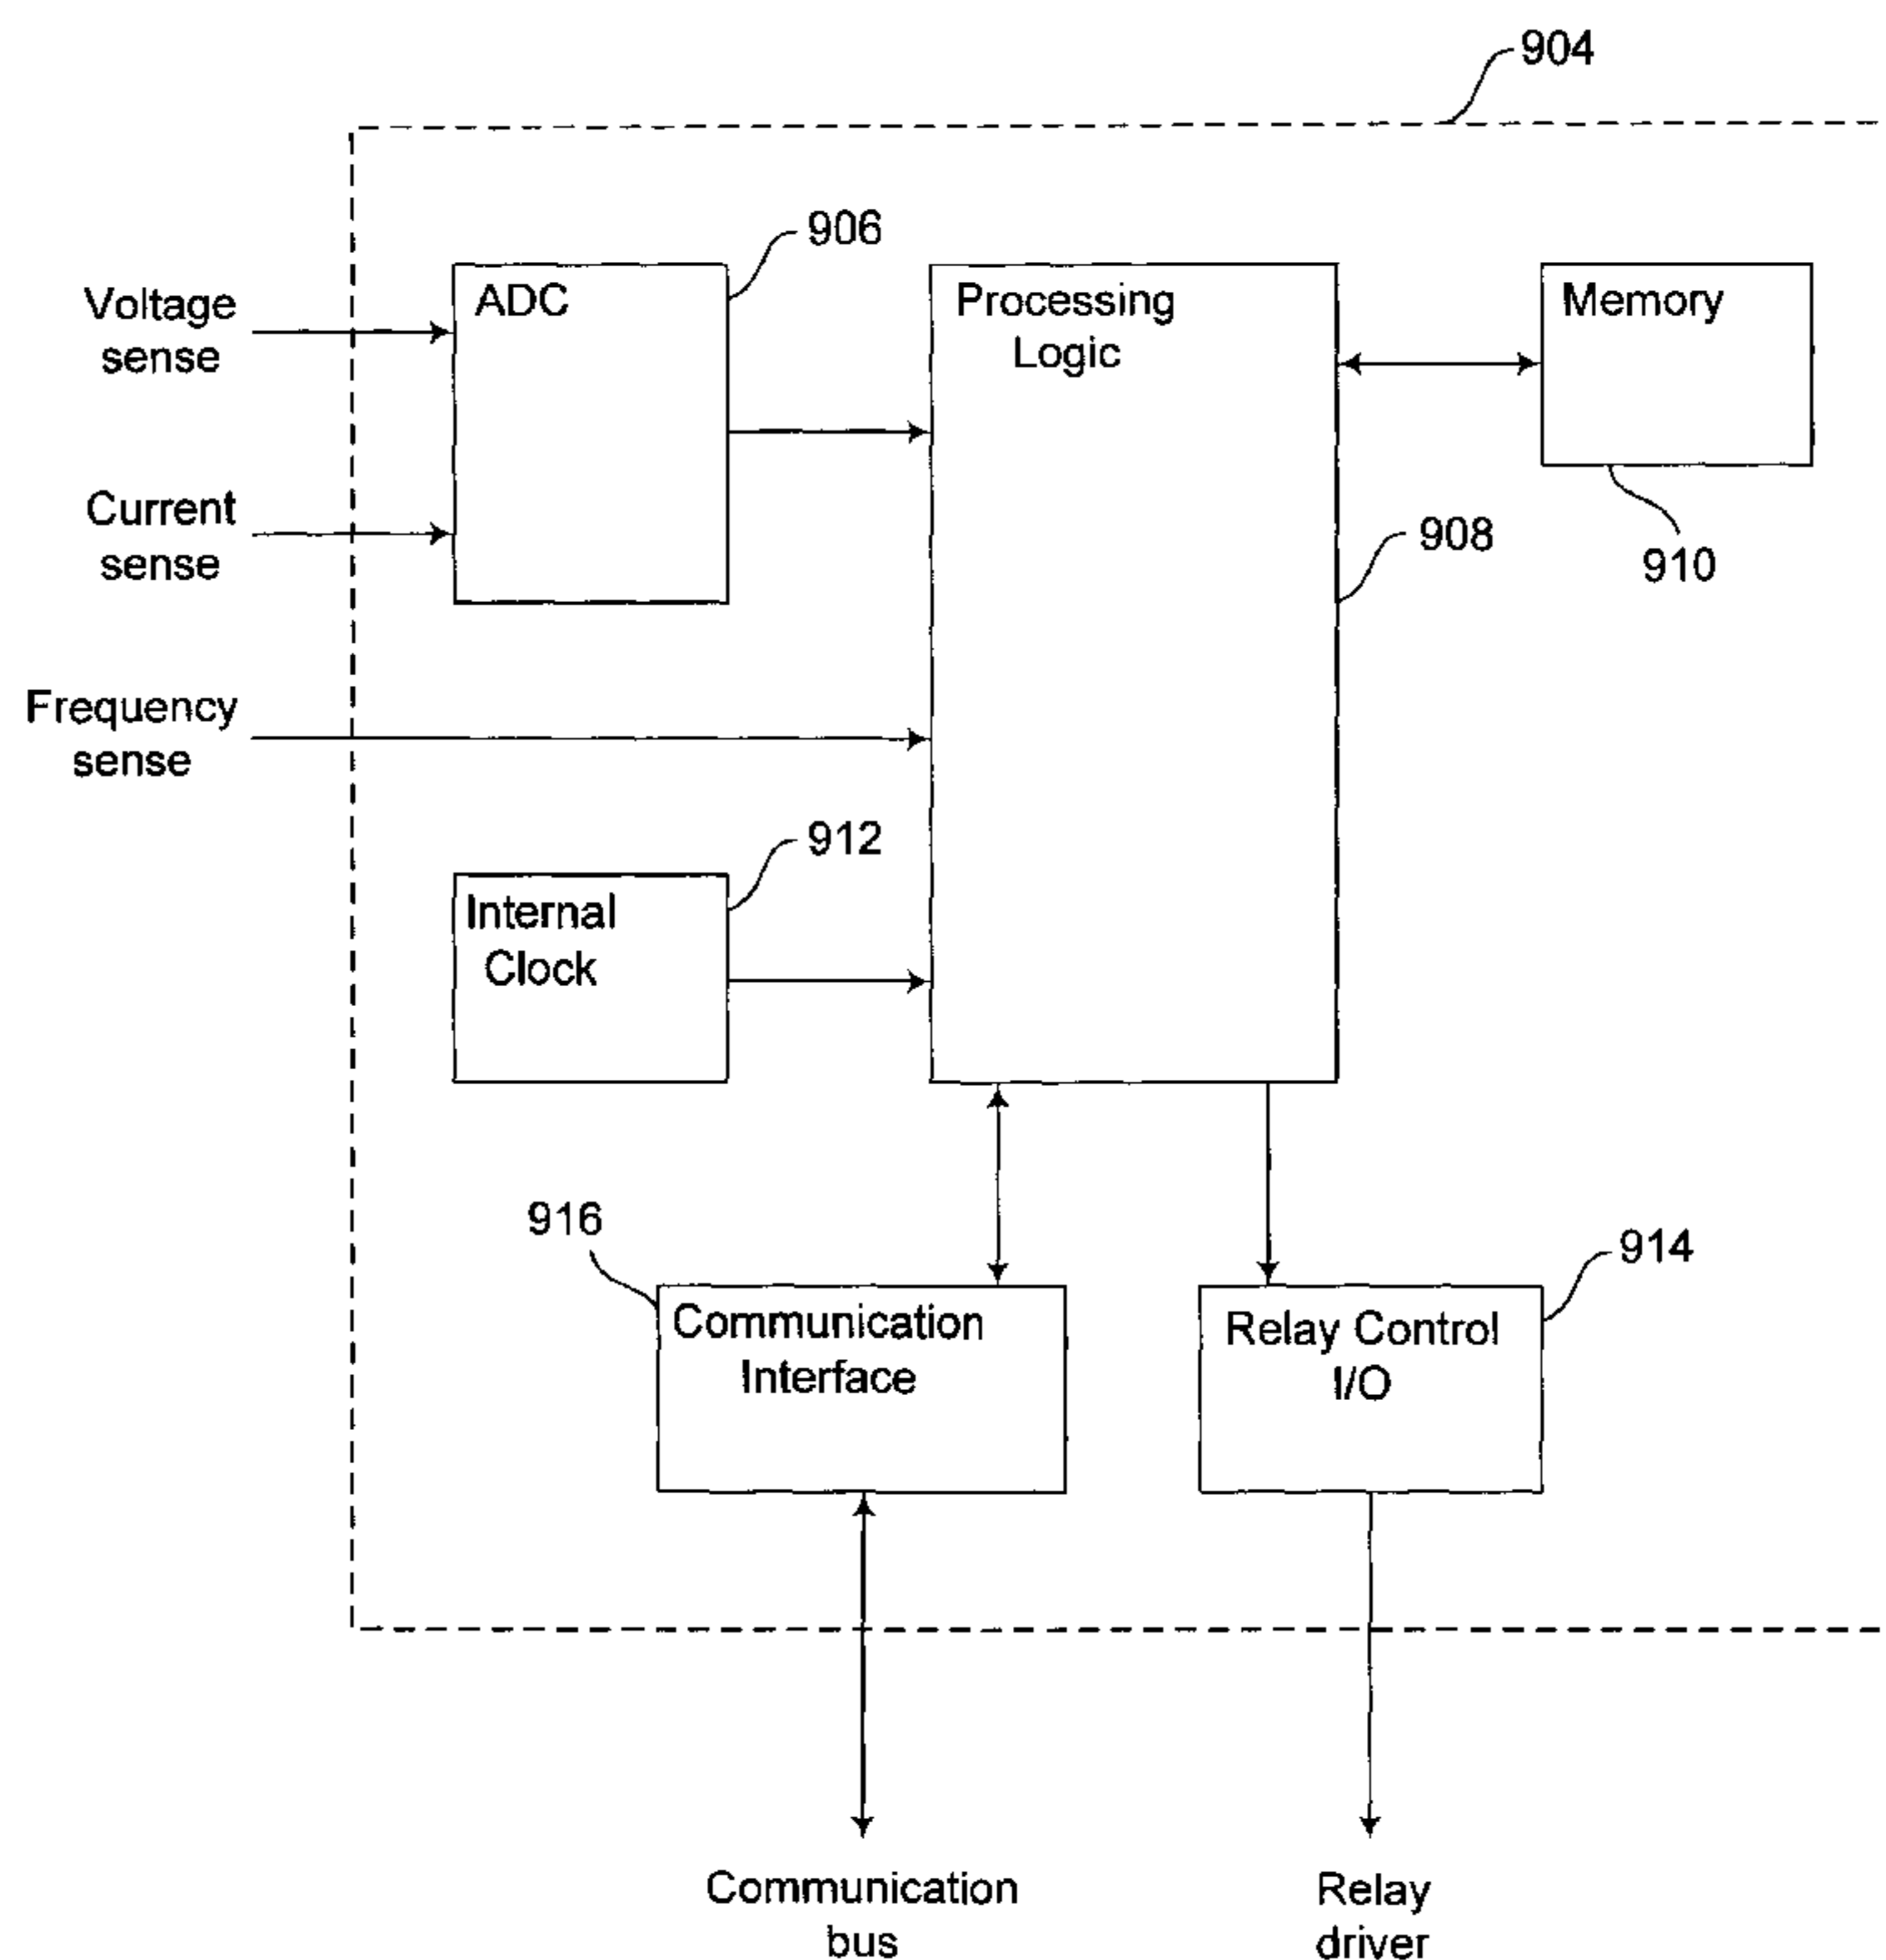 904
906
Voltage
sense
ADC
Processing
Logic
Memory
Current
sense
908
910
Frequency
sense
912
Internal
Clock
916
914
Communication
Interface
Relay Control
I/O
Communication
bus
Relay
driver